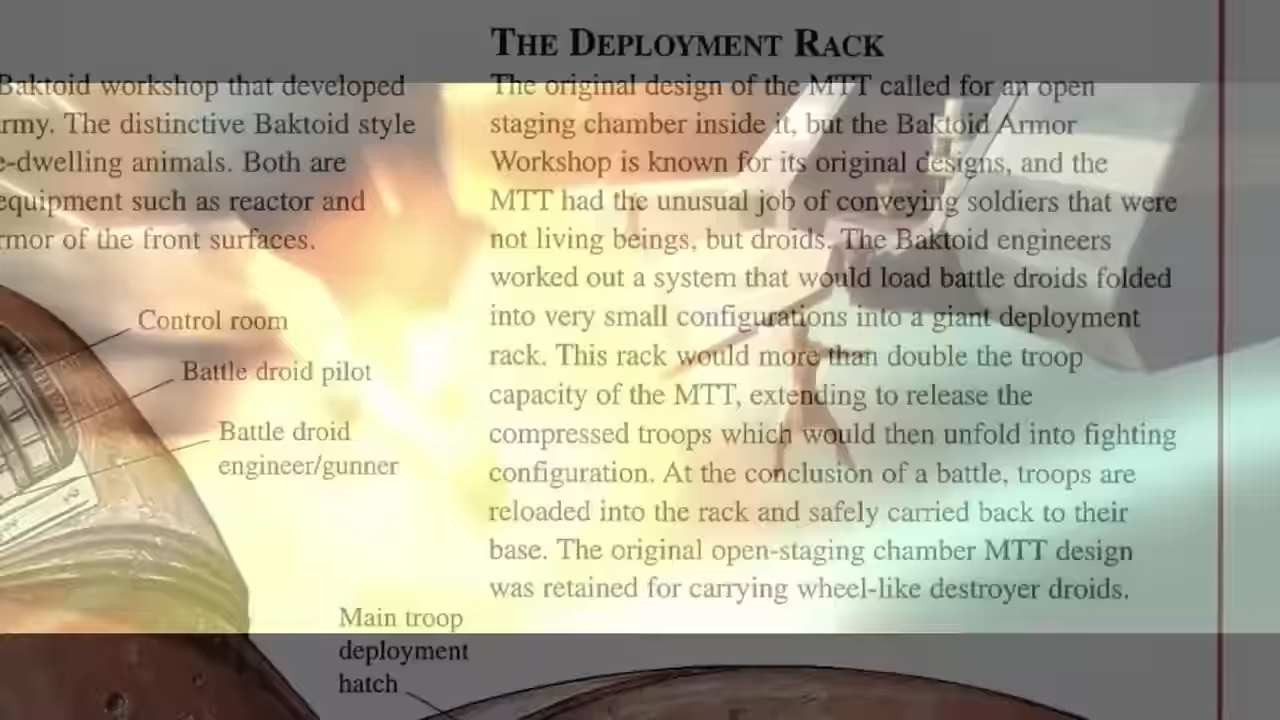 Baktoid workshop that developed
rmy. The distinctive Baktoid style
e-dwelling animals. Both are
equipment such as reactor and
rmor of the front surfaces.
Control room
Battle droid pilot
Battle droid
engineer/gunner
Main troop
deployment
hatch
THE DEPLOYMENT RACK
The original design of the MTT called for an open
staging chamber inside it, but the Baktoid Armor
Workshop is known for its original designs, and the
MTT had the unusual job of conveying soldiers that were
not living beings, but droids. The Baktoid engineers
worked out a system that would load battle droids folded
into very small configurations into a giant deployment
rack. This rack would more than double the troop
capacity of the MTT, extending to release the
compressed troops which would then unfold into fighting
configuration. At the conclusion of a battle, troops are
reloaded into the rack and safely carried back to their
base. The original open-staging chamber MTT design
was retained for carrying wheel-like destroyer droids.